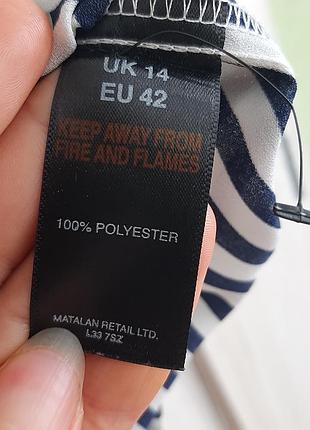 UK 14
EU 42
KEEP AWAY FROM
FIRE AND FLAMES
100% POLYESTER
MATALAN RETAIL LTD.
L33 7SZ